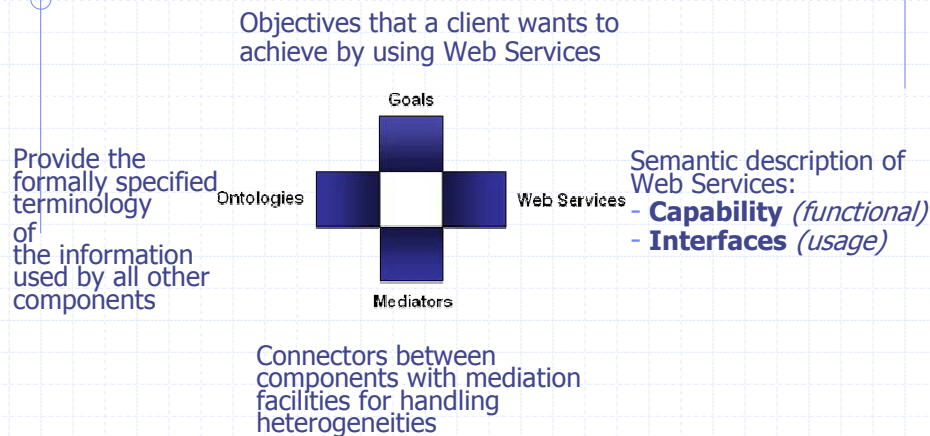 Objectives that a client wants to
achieve by using Web Services
Goals
Provide the
formally specified
terminology
of
the information
used by all other
components
Ontologies
Web Services
Semantic description of
Web Services:
- Capability (functional)
- Interfaces (usage)
Mediators
Connectors between
components with mediation
facilities for handling
heterogeneities